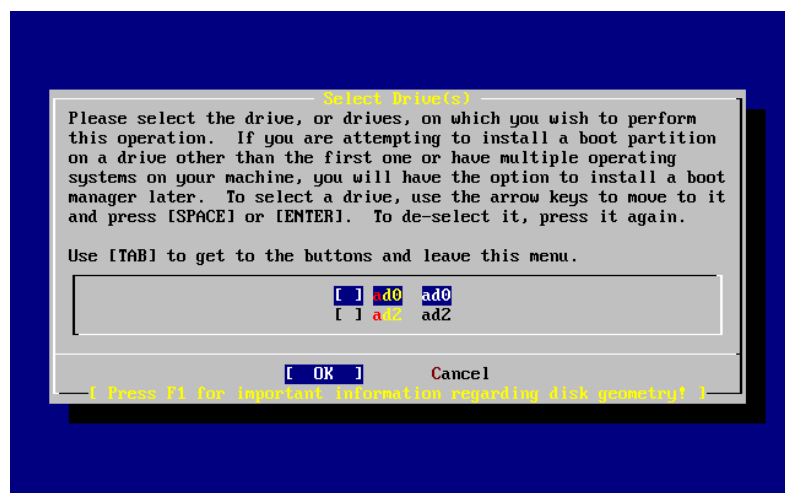 Select Drive(s)
Please select the drive, or drives, on which you wish to perform
this operation.  If you are attempting to install a boot partition
on a drive other than the first one or have multiple operating
systems on your machine, you will have the option to install a boot
manager later.  To select a drive, use the arrow keys to move to it
and press [SPACE] or [ENTER].  To de-select it, press it again.
Use [TAB] to get to the buttons and leave this menu.
[ ] ad0  ad0
[ ] ad2  ad2
[  OK  ]  Cancel
[ Press F1 for important information regarding disk geometry! ]